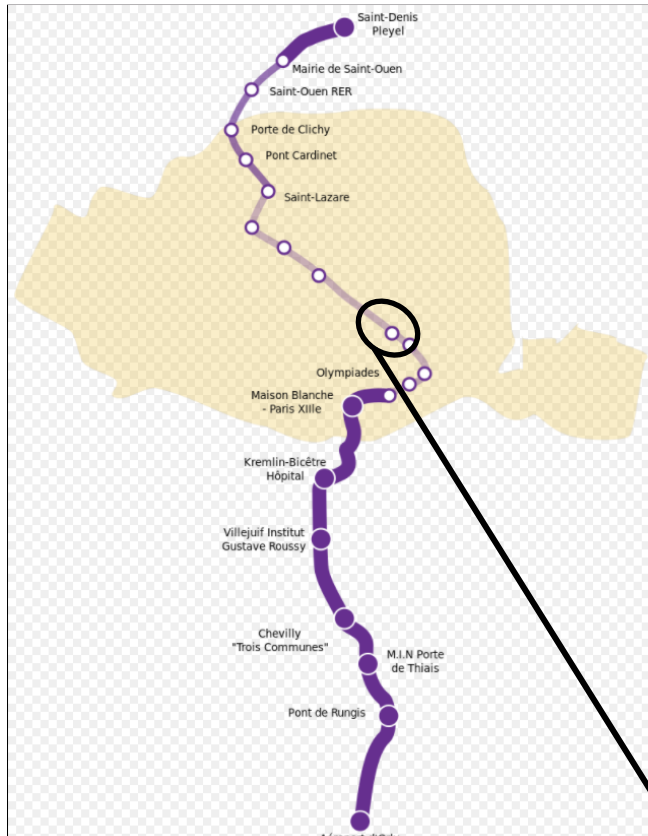 Saint-Denis
Pleyel
Mairie de Saint-Ouen
Saint-Ouen RER
Porte de Clichy
Pont Cardinet
Saint-Lazare
Olympiades
Maison Blanche
- Paris XIIIe
Kremlin-Bicêtre
Hôpital
Villejuif Institut
Gustave Roussy
Chevilly
"Trois Communes"
M.I.N Porte
de Thiais
Pont de Rungis